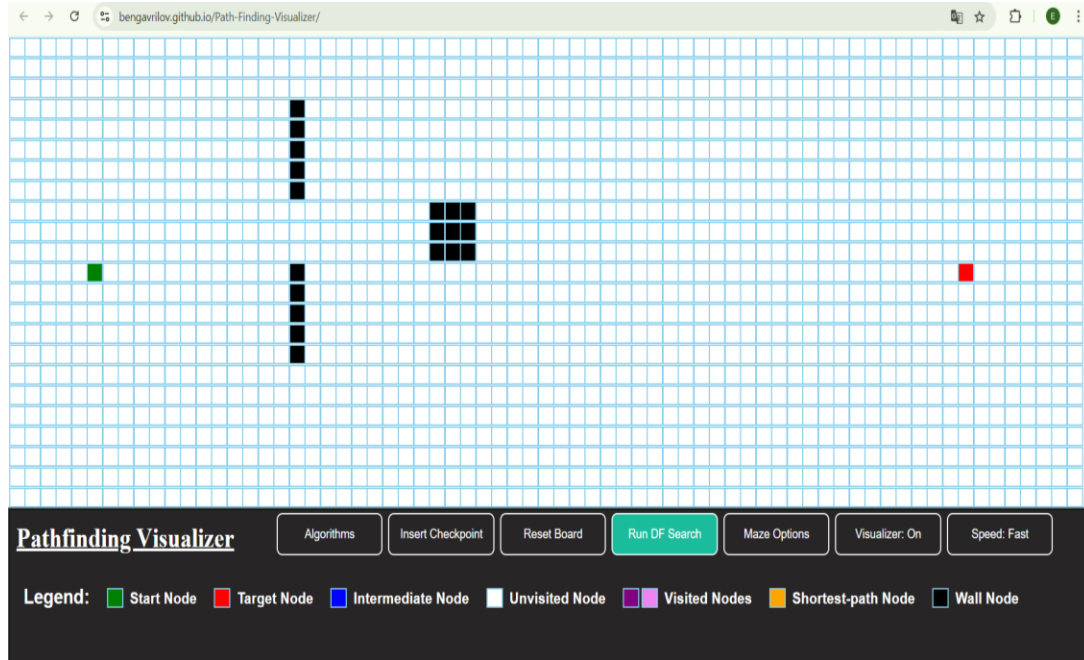 bengavrilov.github.io/Path-Finding-Visualizer/
E
Pathfinding Visualizer
Algorithms
Insert Checkpoint
Reset Board
Run DF Search
Maze Options
Visualizer: On
Speed: Fast
Legend: Start Node Target Node Intermediate Node Unvisited Node Visited Nodes Shortest-path Node Wall Node